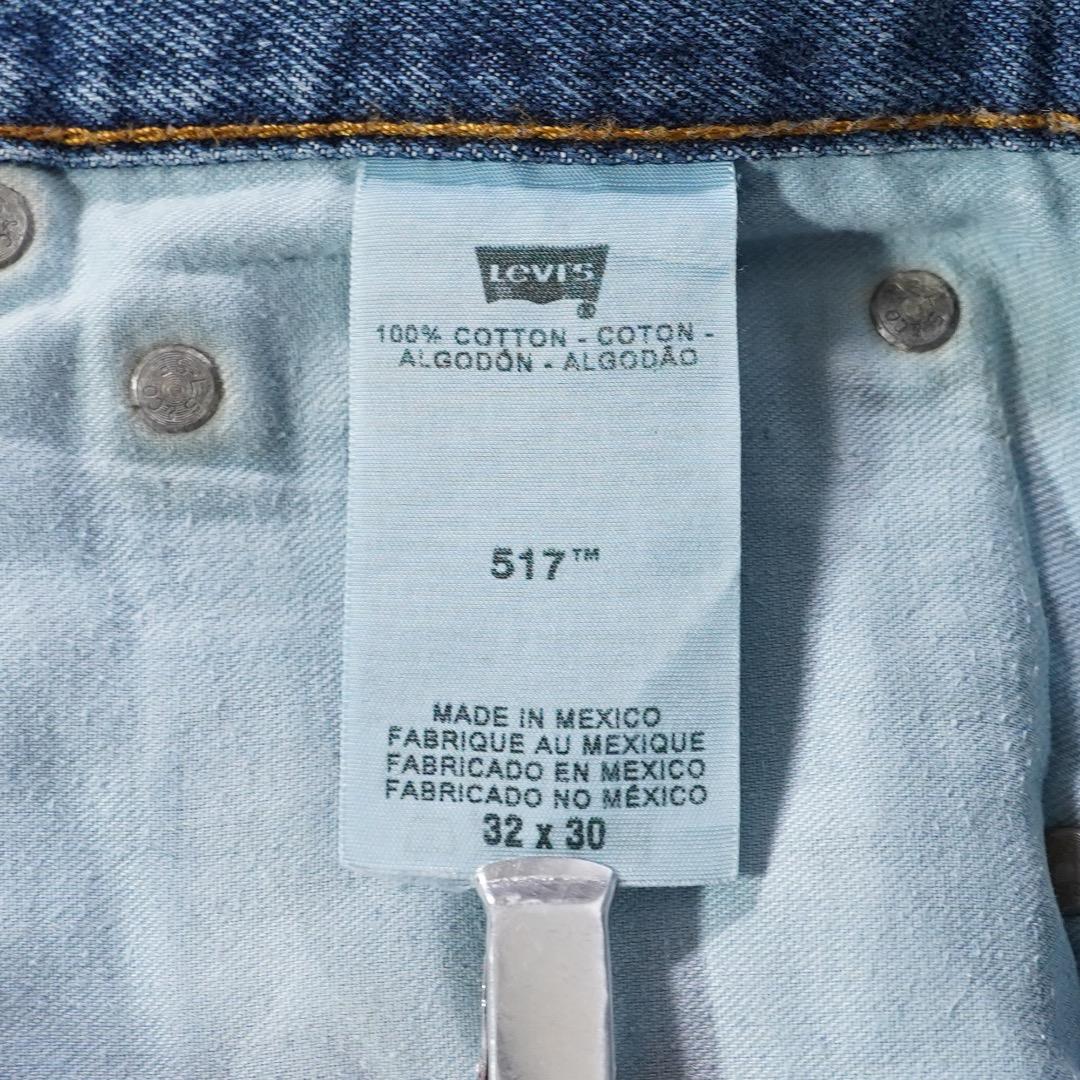 LEVI'S
®
100% COTTON - COTON -
ALGODÓN - ALGODÃO
517™
MADE IN MEXICO
FABRIQUE AU MEXIQUE
FABRICADO EN MEXICO
FABRICADO NO MÉXICO
32 x 30